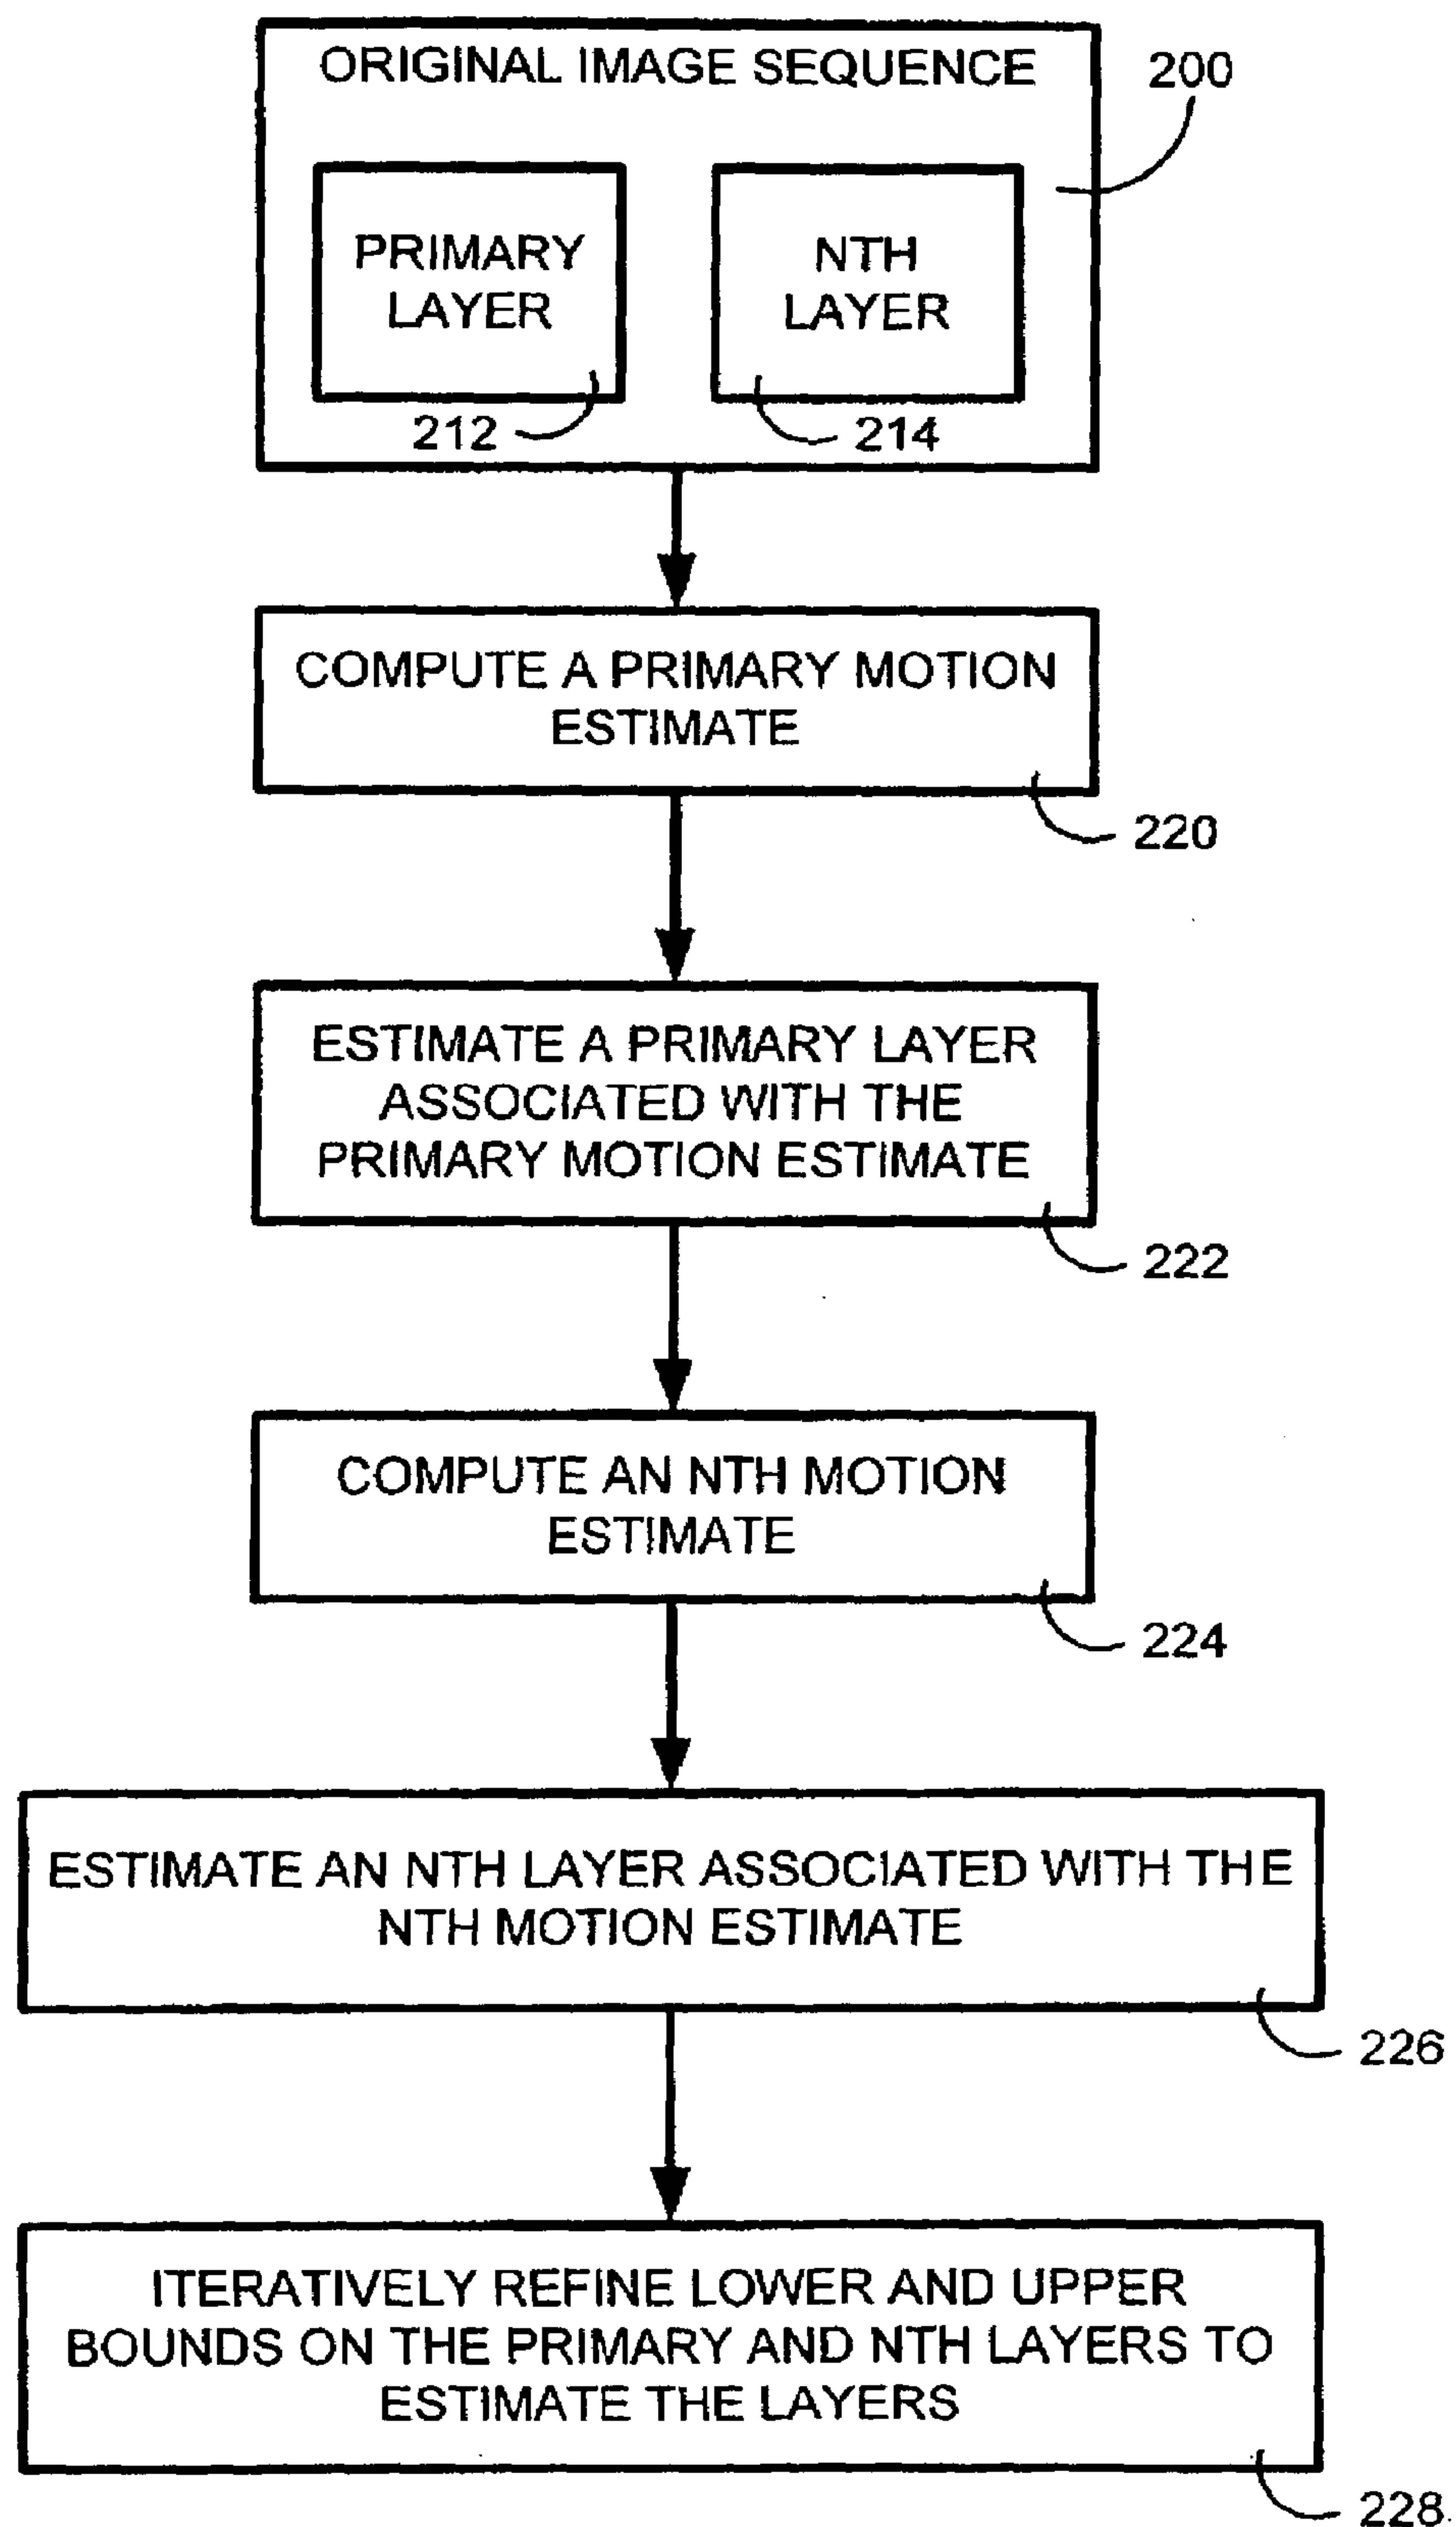 ORIGINAL IMAGE SEQUENCE
200
PRIMARY
LAYER
212
NTH
LAYER
214
COMPUTE A PRIMARY MOTION
ESTIMATE
220
ESTIMATE A PRIMARY LAYER
ASSOCIATED WITH THE
PRIMARY MOTION ESTIMATE
222
COMPUTE AN NTH MOTION
ESTIMATE
224
ESTIMATE AN NTH LAYER ASSOCIATED WITH THE
NTH MOTION ESTIMATE
226
ITERATIVELY REFINE LOWER AND UPPER
BOUNDS ON THE PRIMARY AND NTH LAYERS TO
ESTIMATE THE LAYERS
228